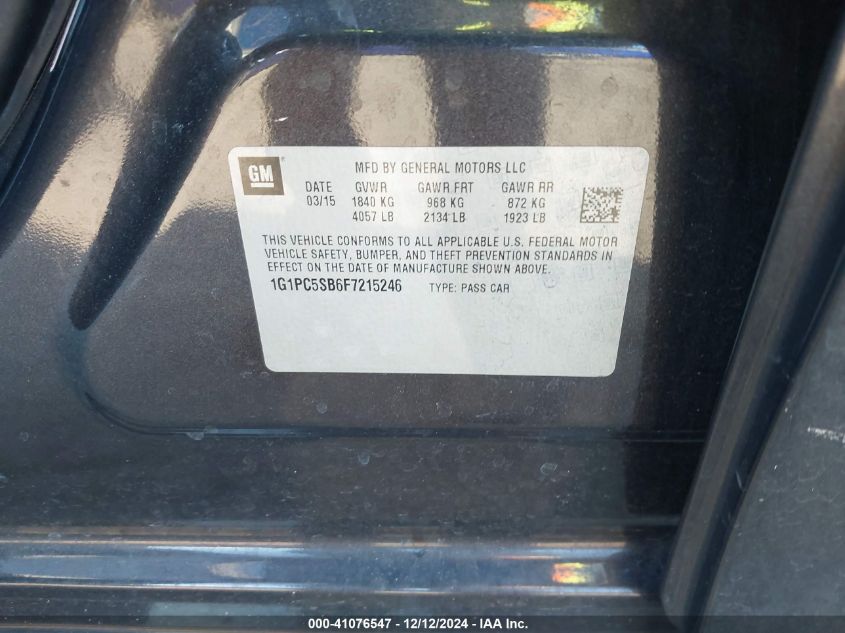 GM
MFD BY GENERAL MOTORS LLC
DATE GVWR GAWR FRT GAWR RR
03/15 1840 KG 968 KG 872 KG
4057 LB 2134 LB 1923 LB
THIS VEHICLE CONFORMS TO ALL APPLICABLE U.S. FEDERAL MOTOR
VEHICLE SAFETY, BUMPER, AND THEFT PREVENTION STANDARDS IN
EFFECT ON THE DATE OF MANUFACTURE SHOWN ABOVE.
1G1PC5SB6F7215246 TYPE: PASS CAR
000-41076547 - 12/12/2024 - IAA Inc.